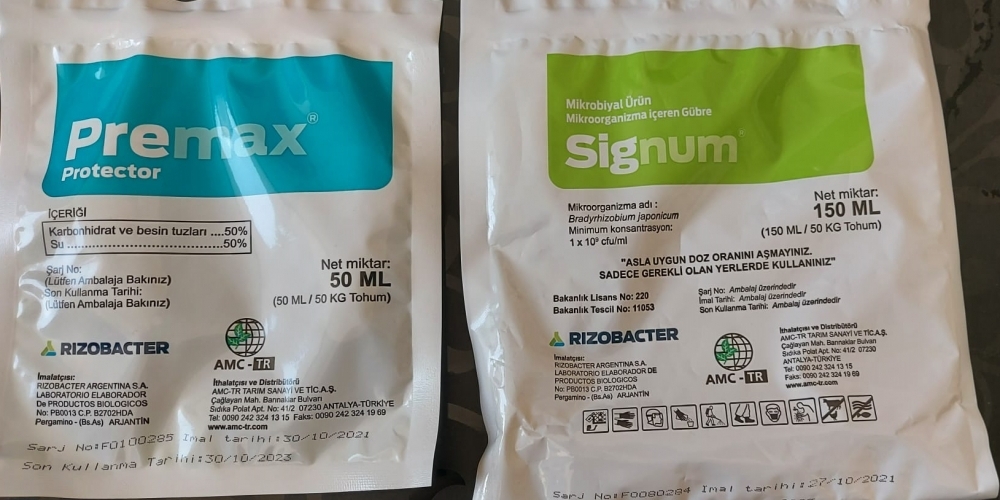 Premax®
Protector
İÇERİĞİ
Karbonhidrat ve besin tuzları ....50%
Su ..............................................50%
Şarj No:
(Lütfen Ambalaja Bakınız)
Son Kullanma Tarihi:
(Lütfen Ambalaja Bakınız)
Net miktar:
50 ML
(50 ML / 50 KG Tohum)
RIZOBACTER
AMC - TR
İmalatçısı:
RIZOBACTER ARGENTINA S.A.
LABORATORIO ELABORADOR
De PRODUCTOS BIOLOGICOS
No: PB0013 C.P. B2702HDA
Pergamino - (Bs.As) ARJANTİN
İthalatçısı ve Distribütörü
AMC-TR TARIM SANAYİ VE TİC.A.Ş.
Çağlayan Mah. Barınaklar Bulvarı
Sıdıka Polat Apt. No: 41/2 07230 ANTALYA-TÜRKİYE
Tel: 0090 242 324 13 15 Faks: 0090 242 324 19 69
www.amc-tr.com
Sarj No:F0100285 Imal tarihi:30/10/2021
Son Kullanma Tarihi:30/10/2023
Mikrobiyal Ürün
Mikroorganizma İçeren Gübre
Signum®
Mikroorganizma adı :
Bradyrhizobium japonicum
Minimum konsantrasyon:
1 x 10⁹ cfu/ml
Net miktar:
150 ML
(150 ML / 50 KG Tohum)
"ASLA UYGUN DOZ ORANINI AŞMAYINIZ.
SADECE GEREKLİ OLAN YERLERDE KULLANINIZ"
Bakanlık Lisans No: 220
Bakanlık Tescil No: 11053
Şarj No: Ambalaj üzerindedir
İmal Tarihi: Ambalaj üzerindedir
Son Kullanma Tarihi: Ambalaj üzerindedir
RIZOBACTER
AMC - TR
İmalatçısı:
RIZOBACTER ARGENTINA S.A.
LABORATORIO ELABORADOR DE
PRODUCTOS BIOLOGICOS
No: PB0013 C.P. B2702HDA
Pergamino - (Bs.As) ARJANTİN
İthalatçısı ve Distribütörü
AMC-TR TARIM SANAYİ VE TİC.A.Ş.
Çağlayan Mah. Barınaklar Bulvarı
Sıdıka Polat Apt. No: 41/2 07230
ANTALYA-TÜRKİYE
Tel: 0090 242 324 13 15
Faks: 0090 242 324 19 69
www.amc-tr.com
Sarj No:F0080284 Imal tarihi:27/10/2021